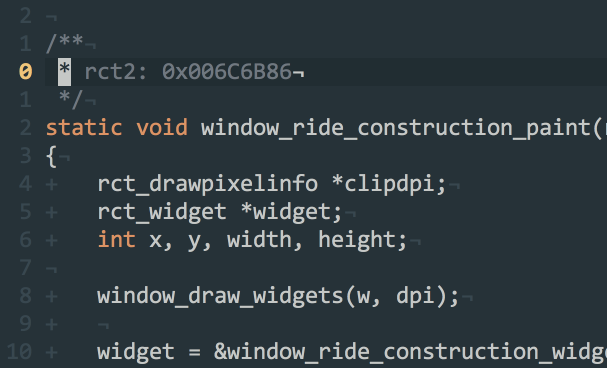 2 ¬
1 /**¬
0  * rct2: 0x006C6B86¬
1  */¬
2 static void window_ride_construction_paint(
3 {¬
4 +   rct_drawpixelinfo *clipdpi;¬
5 +   rct_widget *widget;¬
6 +   int x, y, width, height;¬
7 ¬
8 +   window_draw_widgets(w, dpi);¬
9 +   ¬
10 +   widget = &window_ride_construction_widg